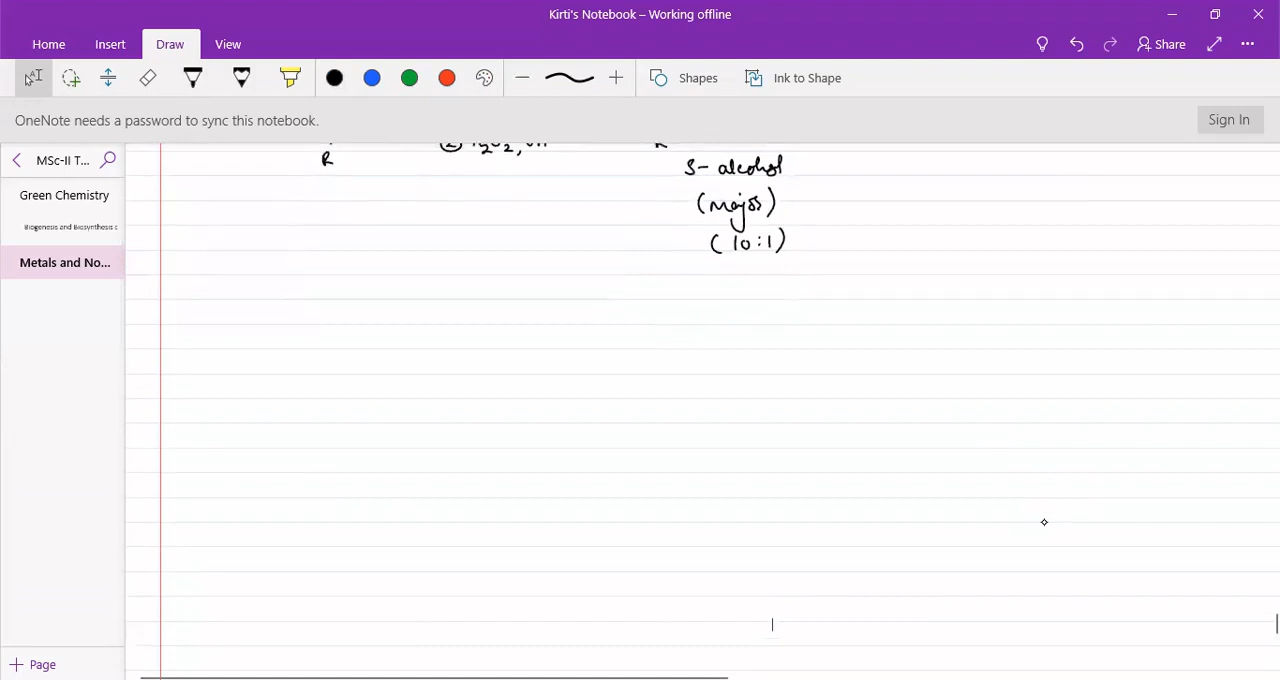 Kirti's Notebook – Working offline
Home Insert Draw View Share
Shapes Ink to Shape
OneNote needs a password to sync this notebook. Sign In
MSc-II T...
Green Chemistry
Biogenesis and Biosynthesis
Metals and No...
R
S- alcohol
(major)
(10:1)
Page